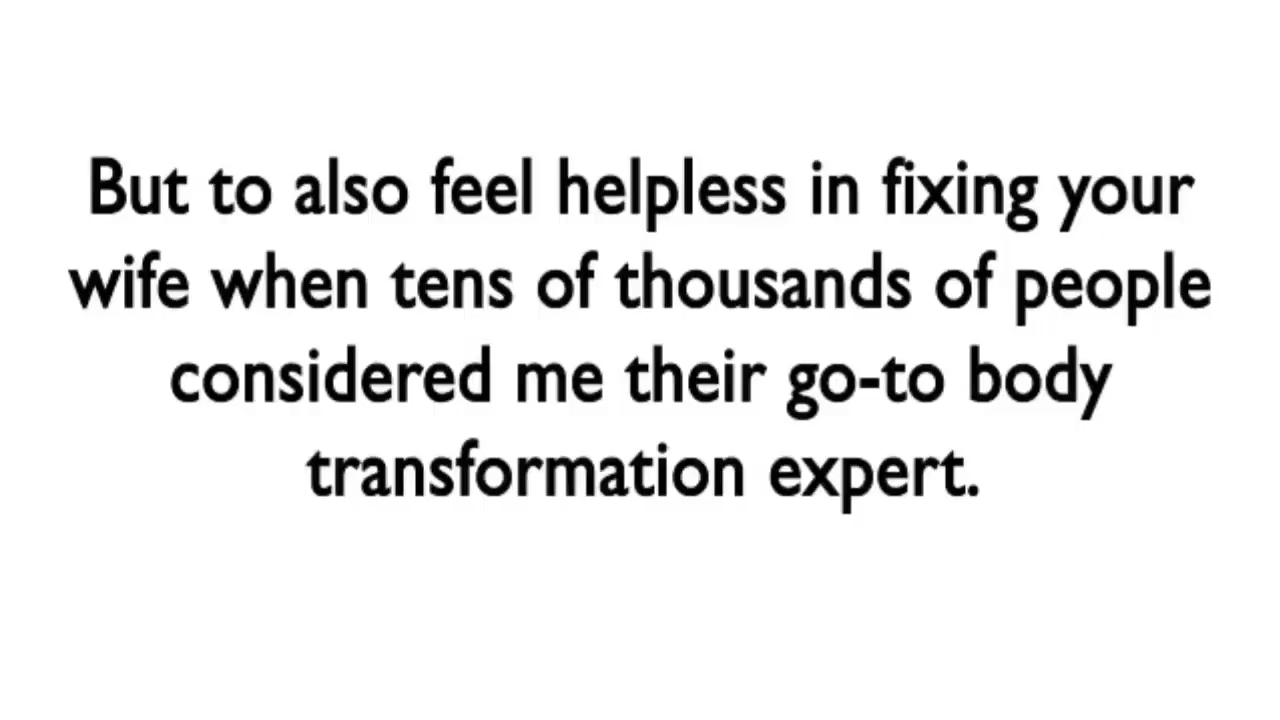 But to also feel helpless in fixing your
wife when tens of thousands of people
considered me their go-to body
transformation expert.